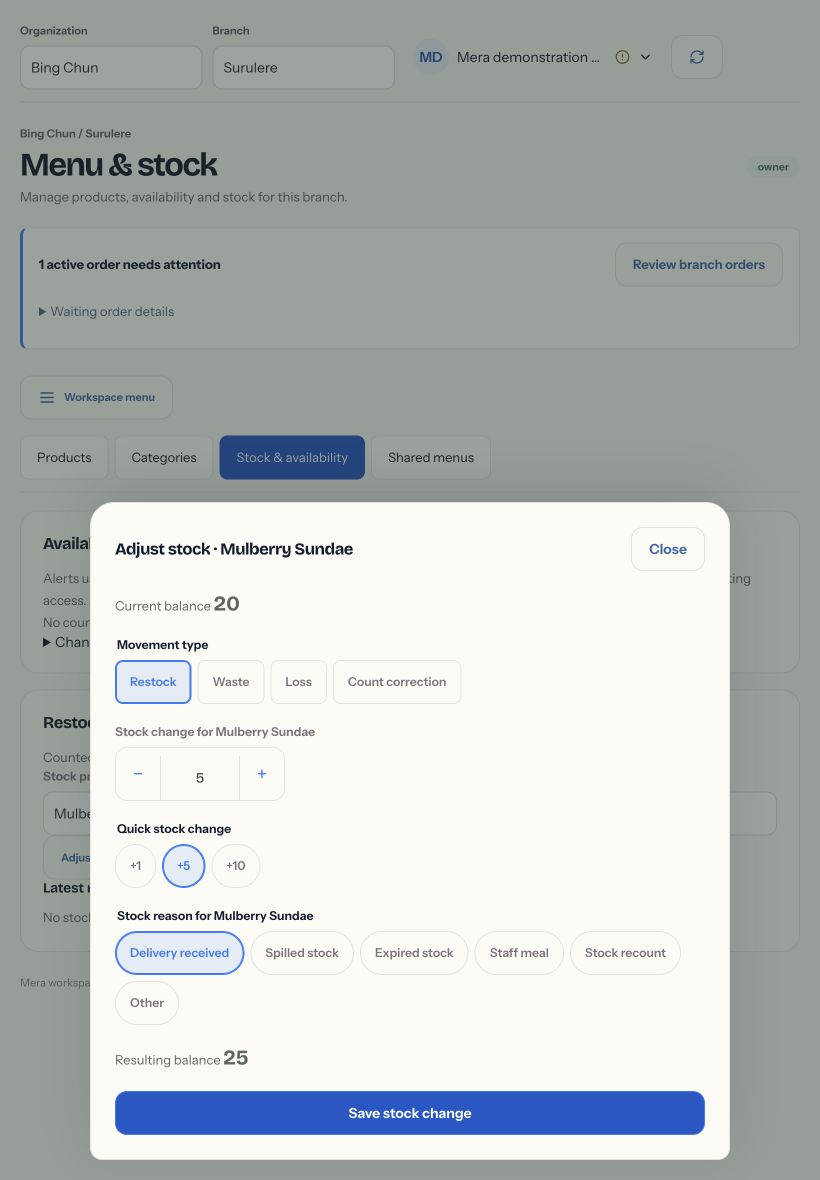 Organization
Branch
Bing Chun
Surulere
MD
Mera demonstration ...
Bing Chun / Surulere
Menu & stock
owner
Manage products, availability and stock for this branch.
1 active order needs attention
Review branch orders
Waiting order details
Workspace menu
Products
Categories
Stock & availability
Shared menus
Adjust stock · Mulberry Sundae
Close
Current balance 20
Movement type
Restock
Waste
Loss
Count correction
Stock change for Mulberry Sundae
−
5
+
Quick stock change
+1
+5
+10
Stock reason for Mulberry Sundae
Delivery received
Spilled stock
Expired stock
Staff meal
Stock recount
Other
Resulting balance 25
Save stock change
Alerts
access.